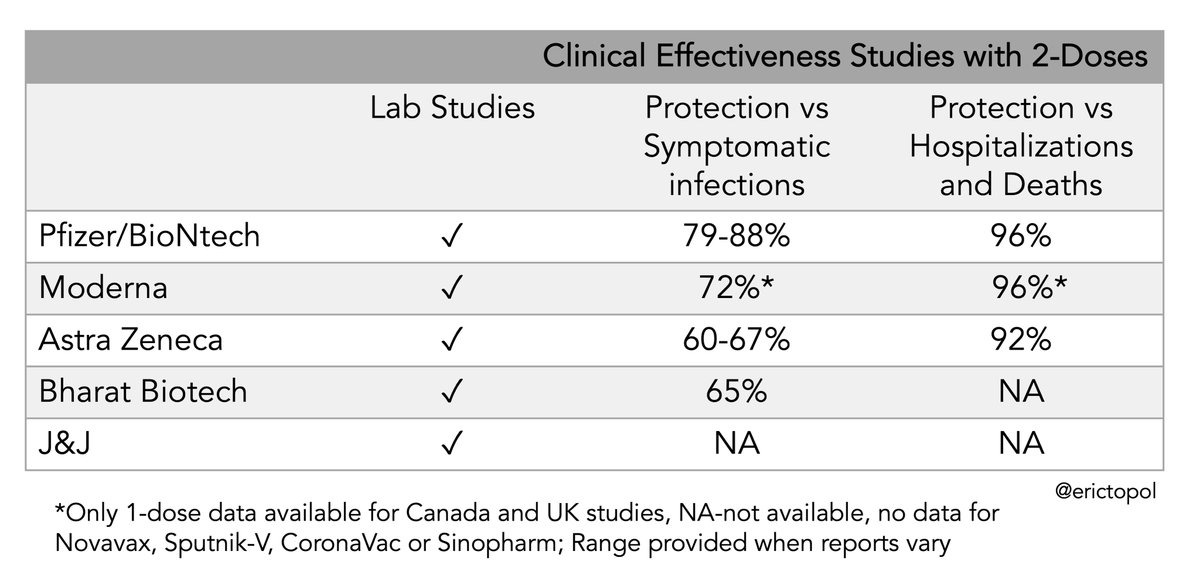 Clinical Effectiveness Studies with 2-Doses
Lab Studies
Protection vs
Symptomatic
infections
Protection vs
Hospitalizations
and Deaths
Pfizer/BioNtech ✓ 79-88% 96%
Moderna ✓ 72%* 96%*
Astra Zeneca ✓ 60-67% 92%
Bharat Biotech ✓ 65% NA
J&J ✓ NA NA
@erictopol
*Only 1-dose data available for Canada and UK studies, NA-not available, no data for
Novavax, Sputnik-V, CoronaVac or Sinopharm; Range provided when reports vary